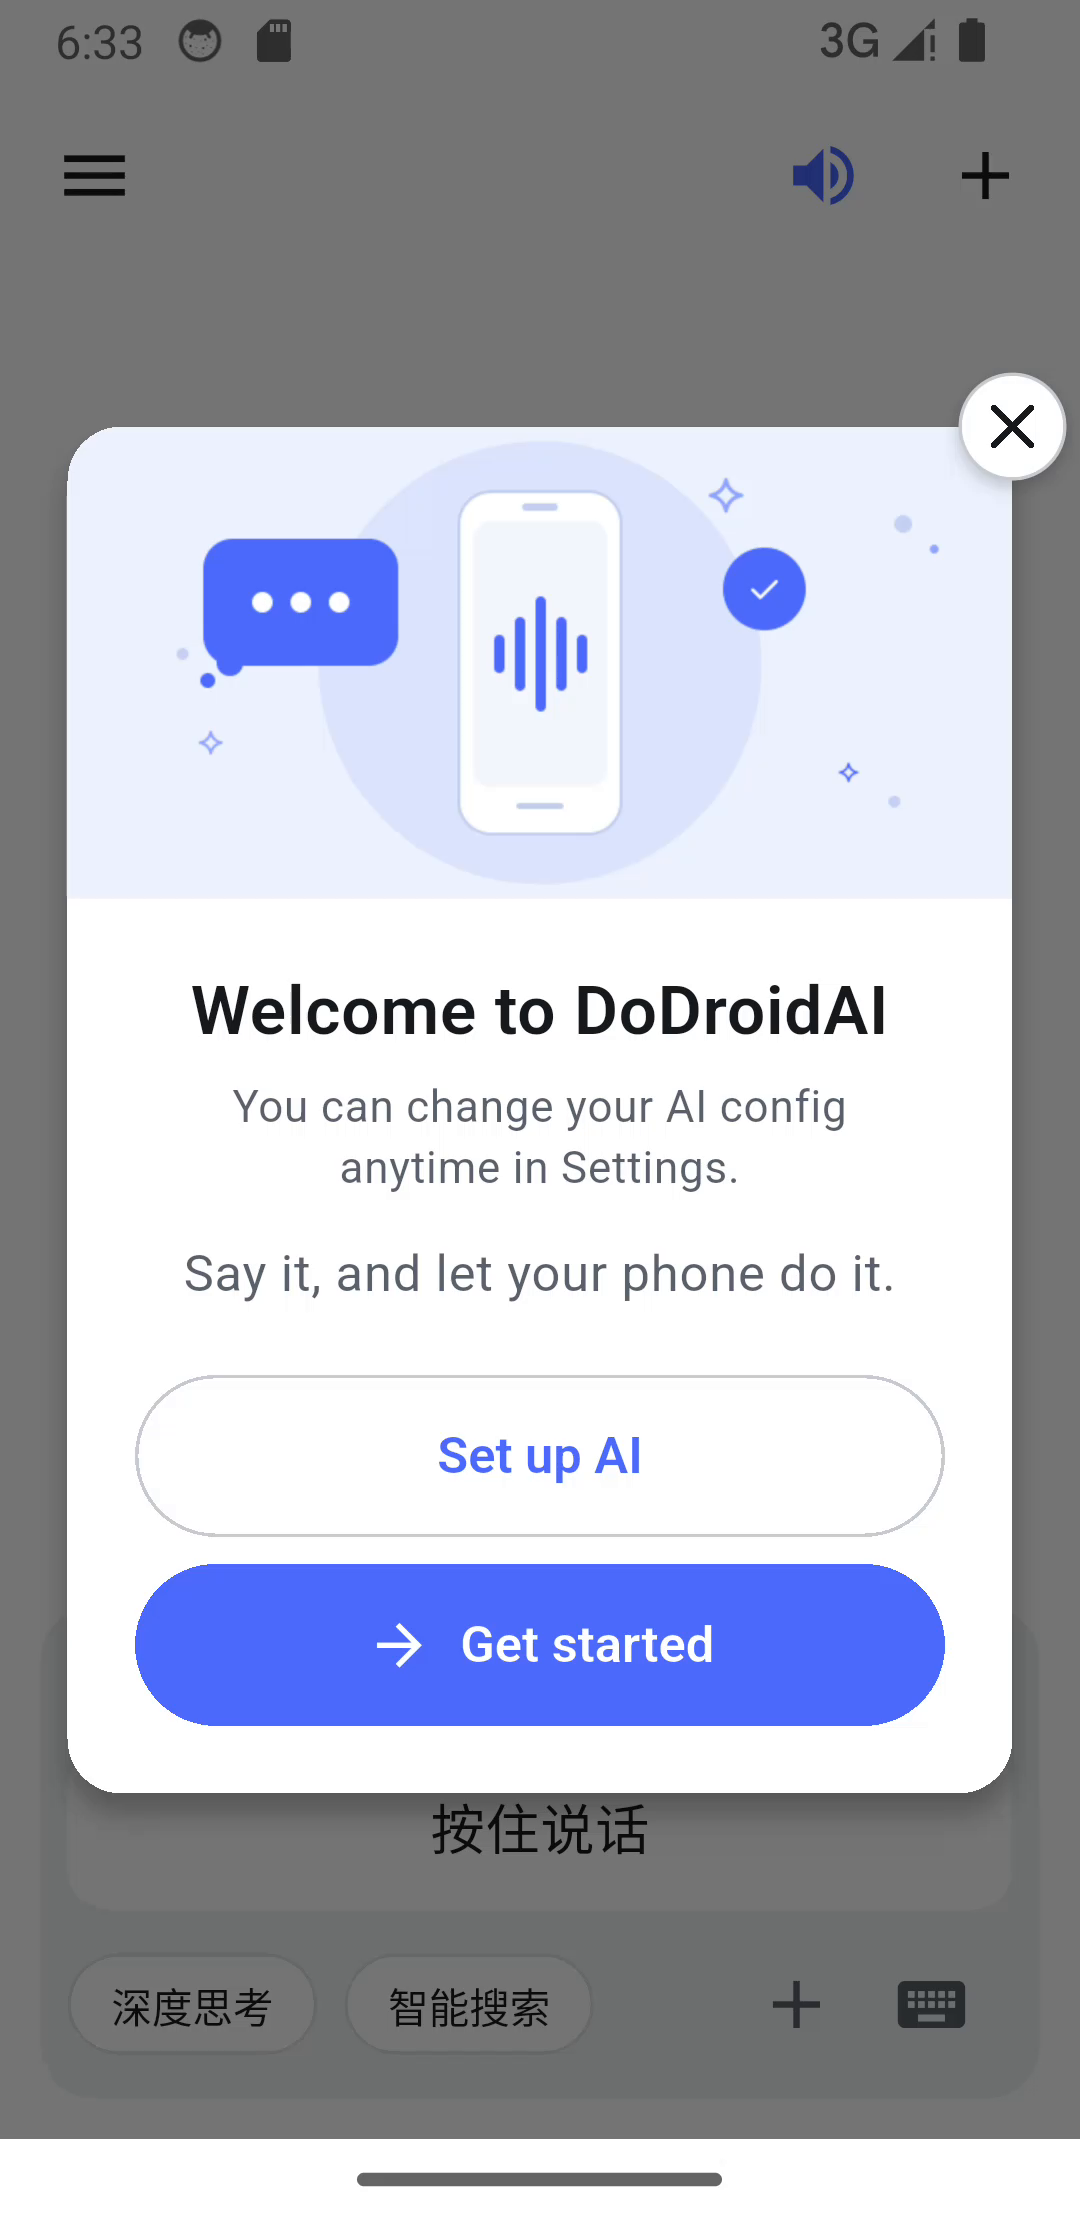 6:33
3G
Welcome to DoDroidAI
You can change your AI config
anytime in Settings.
Say it, and let your phone do it.
Set up AI
Get started
按住说话
深度思考
智能搜索